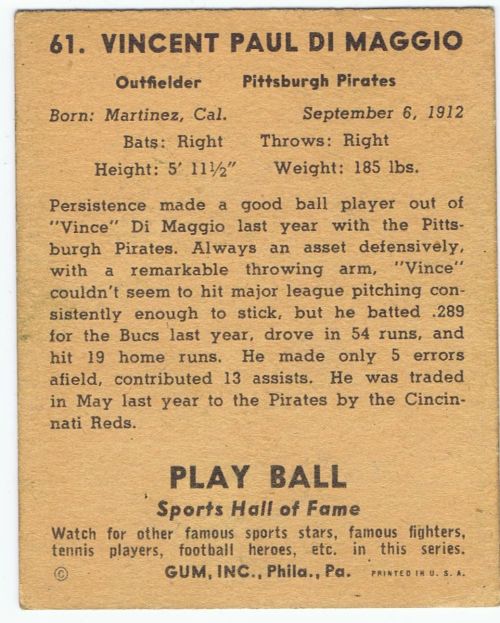 61. VINCENT PAUL DI MAGGIO
Outfielder Pittsburgh Pirates
Born: Martinez, Cal. September 6, 1912
Bats: Right Throws: Right
Height: 5' 11½" Weight: 185 lbs.
Persistence made a good ball player out of
"Vince" Di Maggio last year with the Pitts-
burgh Pirates. Always an asset defensively,
with a remarkable throwing arm, "Vince"
couldn't seem to hit major league pitching con-
sistently enough to stick, but he batted .289
for the Bucs last year, drove in 54 runs, and
hit 19 home runs. He made only 5 errors
afield, contributed 13 assists. He was traded
in May last year to the Pirates by the Cincin-
nati Reds.
PLAY BALL
Sports Hall of Fame
Watch for other famous sports stars, famous fighters,
tennis players, football heroes, etc. in this series.
© GUM, INC., Phila., Pa. PRINTED IN U. S. A.